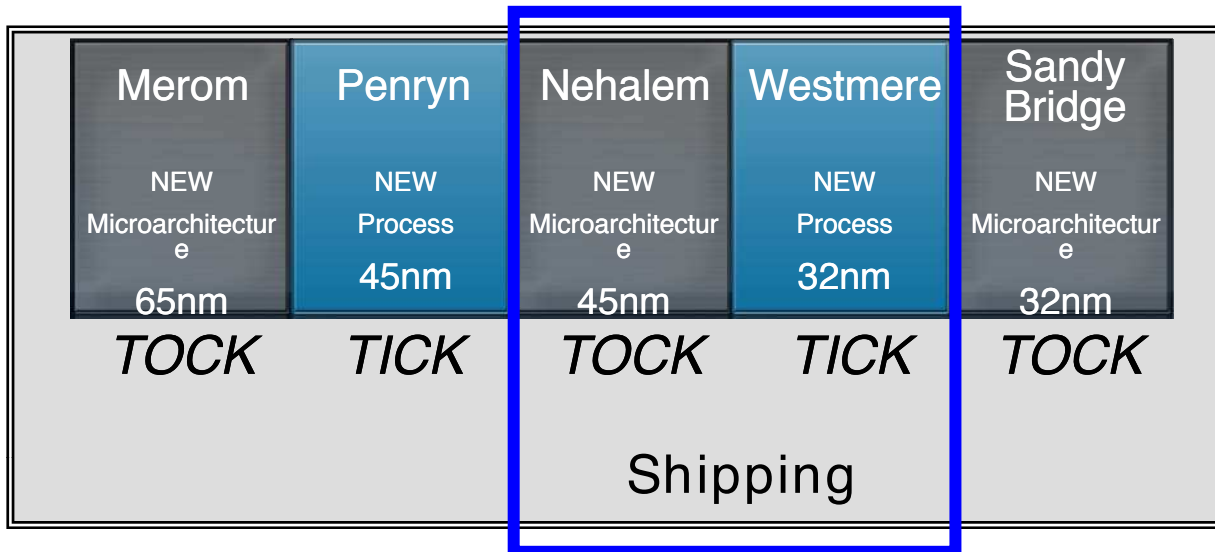 Merom
NEW
Microarchitectur
e
65nm
TOCK
Penryn
NEW
Process
45nm
TICK
Nehalem
NEW
Microarchitectur
e
45nm
TOCK
Westmere
NEW
Process
32nm
TICK
Sandy
Bridge
NEW
Microarchitectur
e
32nm
TOCK
Shipping